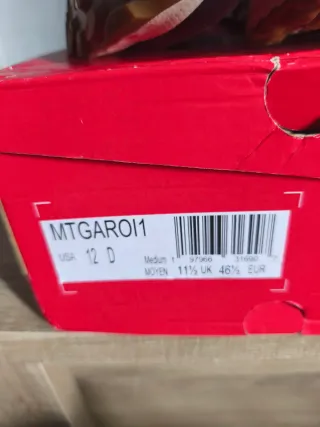 MTGAROI1
USA 12 D Medium
MOYEN 11½ UK 46½ EUR